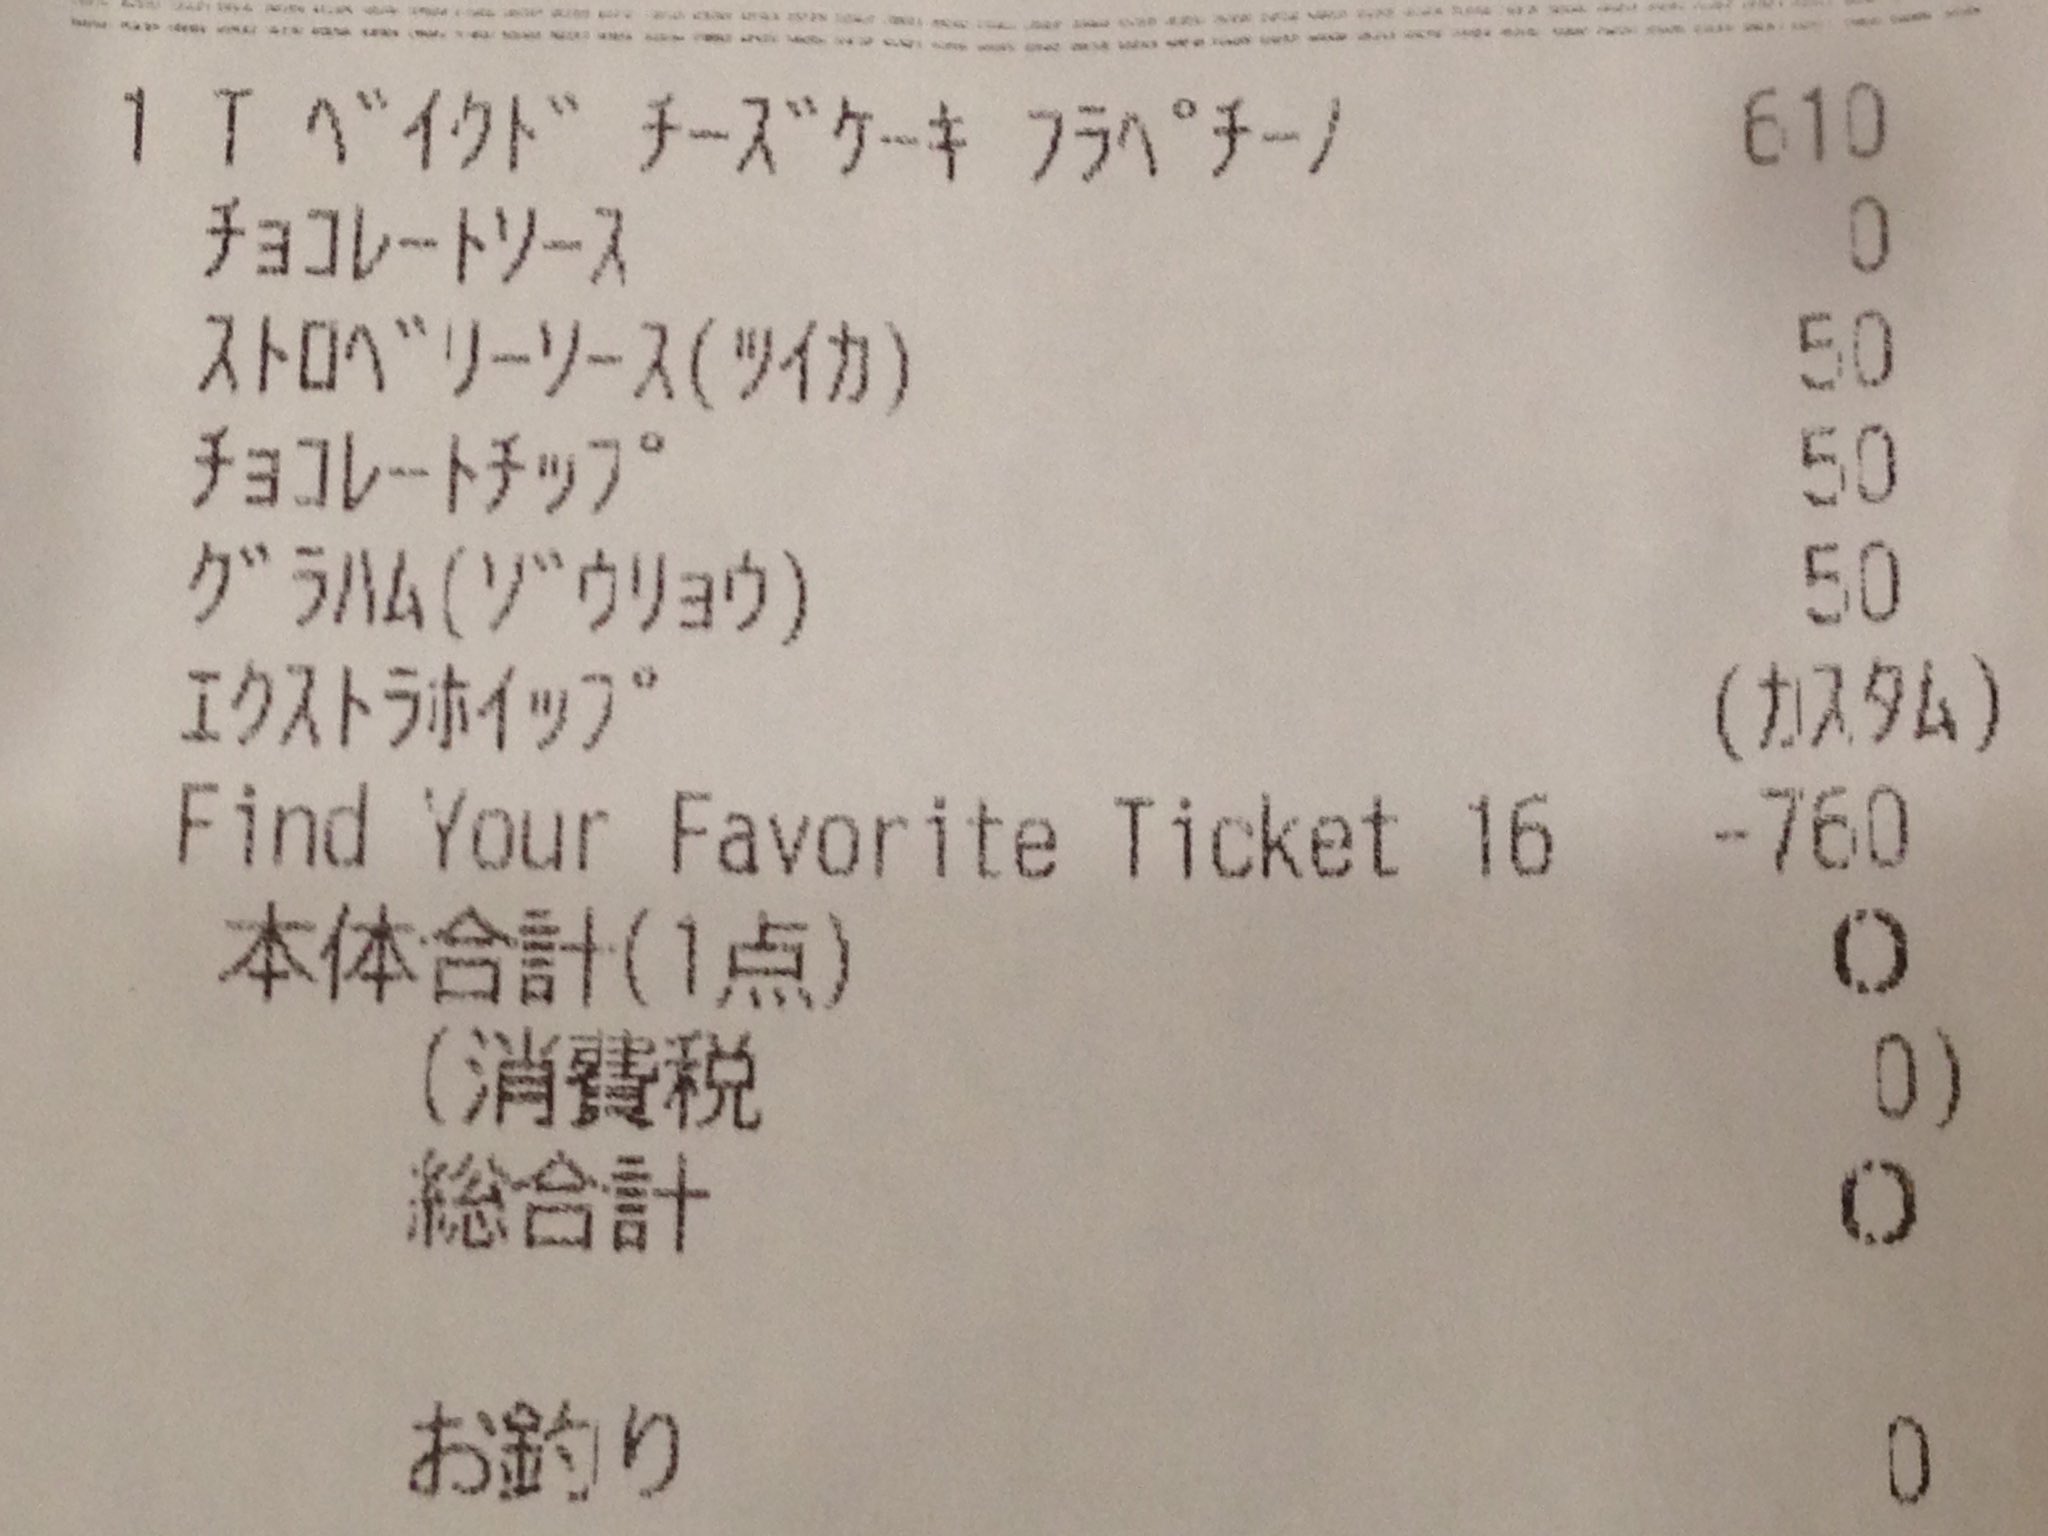 1 T ﾍﾞｲｸﾄﾞ ﾁｰｽﾞｹｰｷ ﾌﾗﾍﾟﾁｰﾉ 610
ﾁｮｺﾚｰﾄｿｰｽ 0
ｽﾄﾛﾍﾞﾘｰｿｰｽ(ﾂｲｶ) 50
ﾁｮｺﾚｰﾄﾁｯﾌﾟ 50
ｸﾞﾗﾊﾑ(ｿﾞｳﾘｮｳ) 50
ｴｸｽﾄﾗﾎｲｯﾌﾟ (ｶｽﾀﾑ)
Find Your Favorite Ticket 16 -760
本体合計(1点) 0
(消費税 0)
総合計 0
お釣り 0